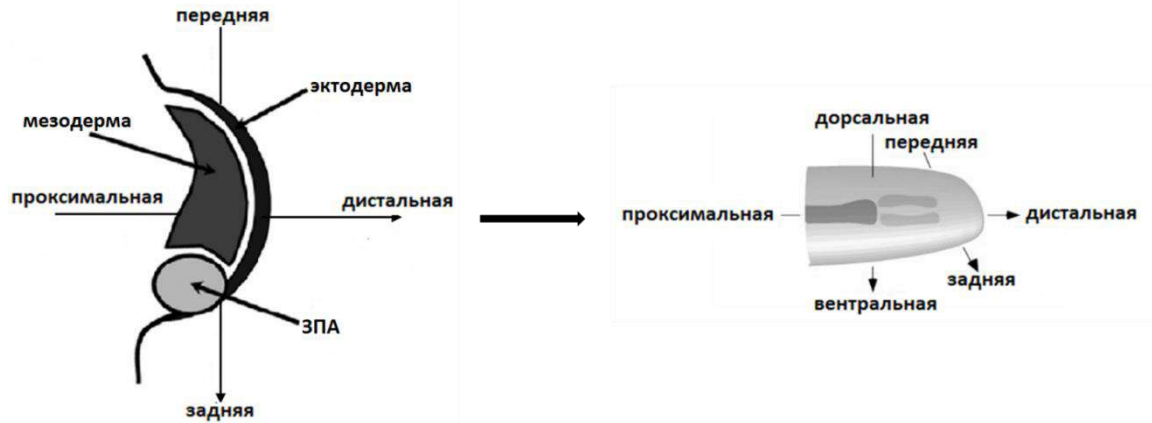 передняя
эктодерма
мезодерма
проксимальная
дистальная
ЗПА
задняя
дорсальная
передняя
проксимальная
дистальная
задняя
вентральная